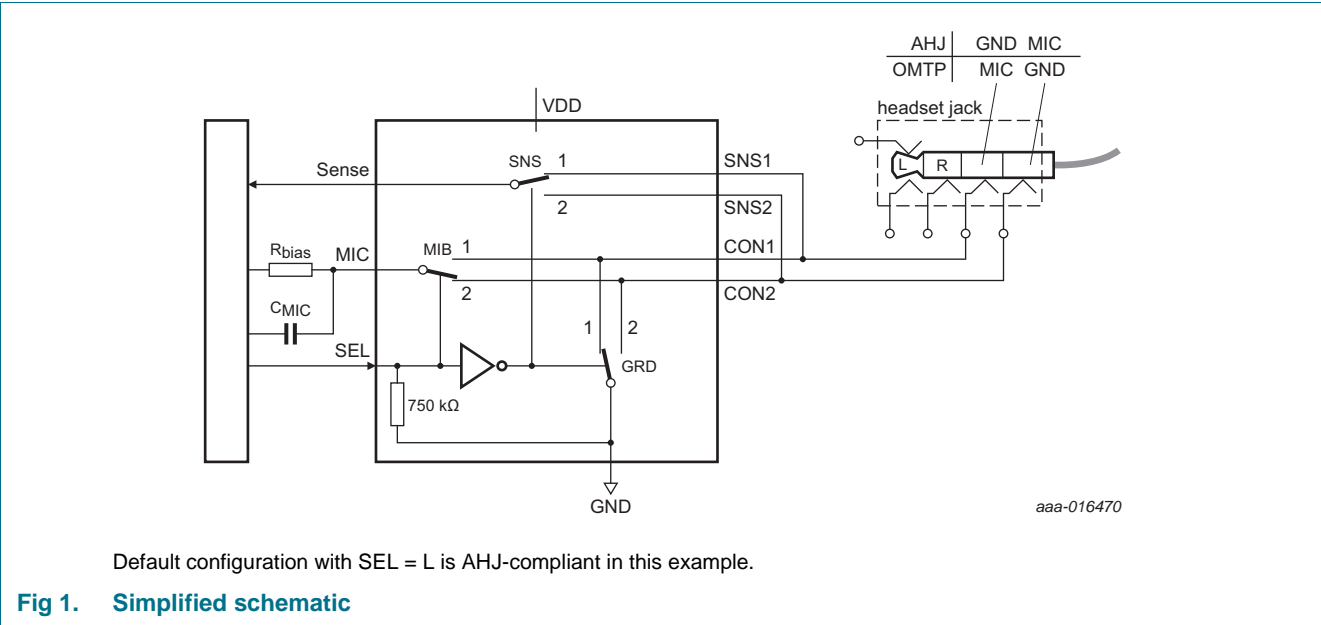 AHJ GND MIC
OMTP MIC GND
headset jack
VDD
L R
SNS 1
SNS1
Sense
2
SNS2
Rbias MIC
MIB 1
CON1
2
CON2
CMIC
1 2
SEL
GRD
750 kΩ
GND
aaa-016470
Default configuration with SEL = L is AHJ-compliant in this example.
Fig 1. Simplified schematic